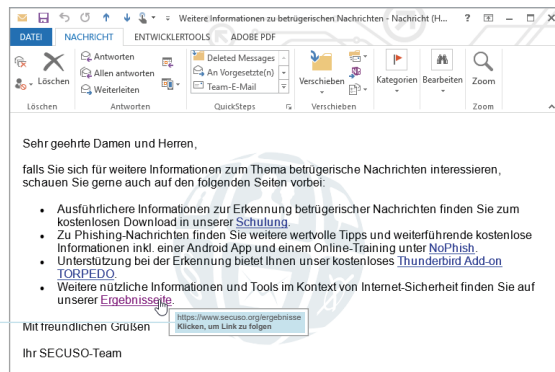 Weitere Informationen zu betrügerischen Nachrichten - Nachricht (H...
DATEI NACHRICHT ENTWICKLERTOOLS ADOBE PDF
Löschen
Antworten
Allen antworten
Weiterleiten
Deleted Messages
An Vorgesetzte(n)
Team-E-Mail
Verschieben
Kategorien
Bearbeiten
Zoom
Löschen Antworten QuickSteps Verschieben Zoom
Sehr geehrte Damen und Herren,
falls Sie sich für weitere Informationen zum Thema betrügerische Nachrichten interessieren,
schauen Sie gerne auch auf den folgenden Seiten vorbei:
• Ausführlichere Informationen zur Erkennung betrügerischer Nachrichten finden Sie zum
kostenlosen Download in unserer Schulung.
• Zu Phishing-Nachrichten finden Sie weitere wertvolle Tipps und weiterführende kostenlose
Informationen inkl. einer Android App und einem Online-Training unter NoPhish.
• Unterstützung bei der Erkennung bietet Ihnen unser kostenloses Thunderbird Add-on
TORPEDO.
• Weitere nützliche Informationen und Tools im Kontext von Internet-Sicherheit finden Sie auf
unserer Ergebnisseite.
https://www.secuso.org/ergebnisse
Klicken, um Link zu folgen
Mit freundlichen Grüßen
Ihr SECUSO-Team